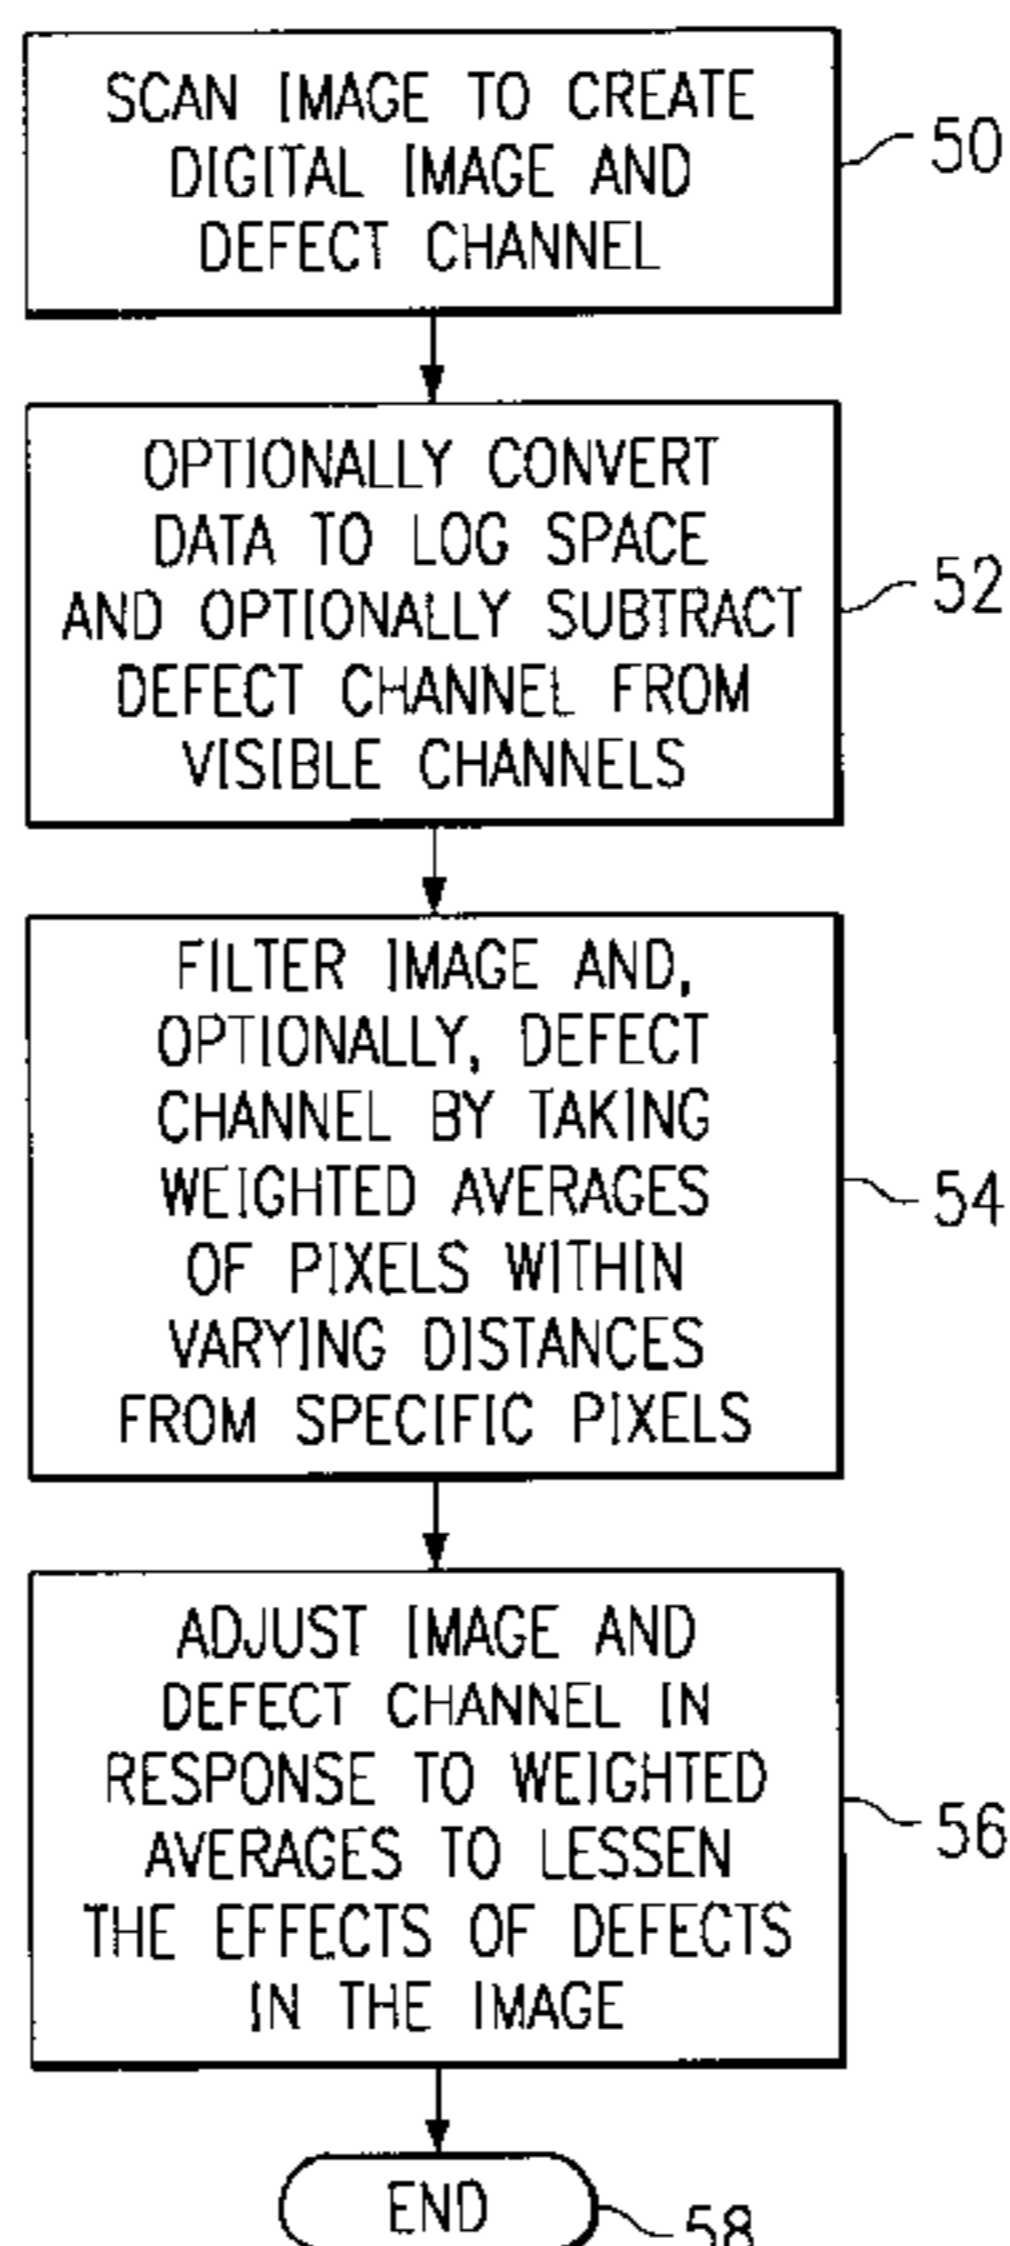 SCAN IMAGE TO CREATE
DIGITAL IMAGE AND
DEFECT CHANNEL
50
OPTIONALLY CONVERT
DATA TO LOG SPACE
AND OPTIONALLY SUBTRACT
DEFECT CHANNEL FROM
VISIBLE CHANNELS
52
FILTER IMAGE AND,
OPTIONALLY, DEFECT
CHANNEL BY TAKING
WEIGHTED AVERAGES
OF PIXELS WITHIN
VARYING DISTANCES
FROM SPECIFIC PIXELS
54
ADJUST IMAGE AND
DEFECT CHANNEL IN
RESPONSE TO WEIGHTED
AVERAGES TO LESSEN
THE EFFECTS OF DEFECTS
IN THE IMAGE
56
END
58